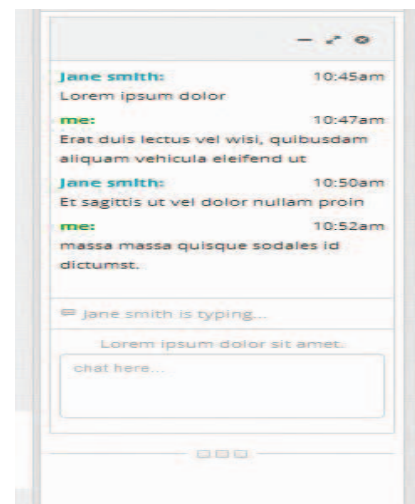 Jane smith: 10:45am
Lorem ipsum dolor
me: 10:47am
Erat duis lectus vel wisi, quibusdam
aliquam vehicula eleifend ut
Jane smith: 10:50am
Et sagittis ut vel dolor nullam proin
me: 10:52am
massa massa quisque sodales id
dictumst.
Jane smith is typing...
Lorem ipsum dolor sit amet.
chat here...